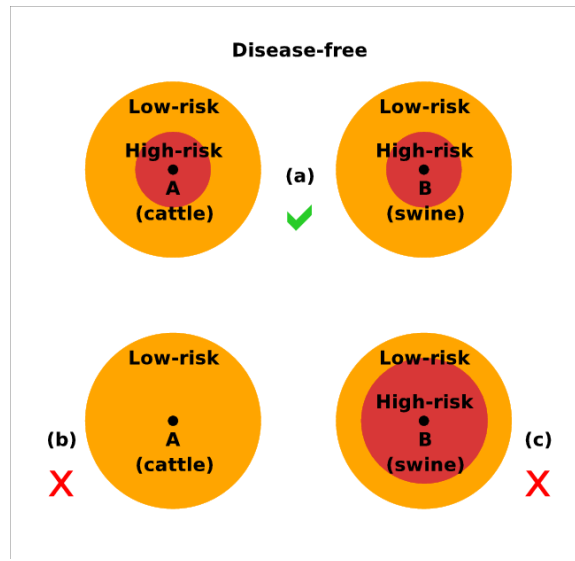 Disease-free
Low-risk
Low-risk
High-risk
High-risk
(a)
A
B
(cattle)
(swine)
Low-risk
Low-risk
High-risk
(b)
A
B
(c)
(cattle)
(swine)
X
X